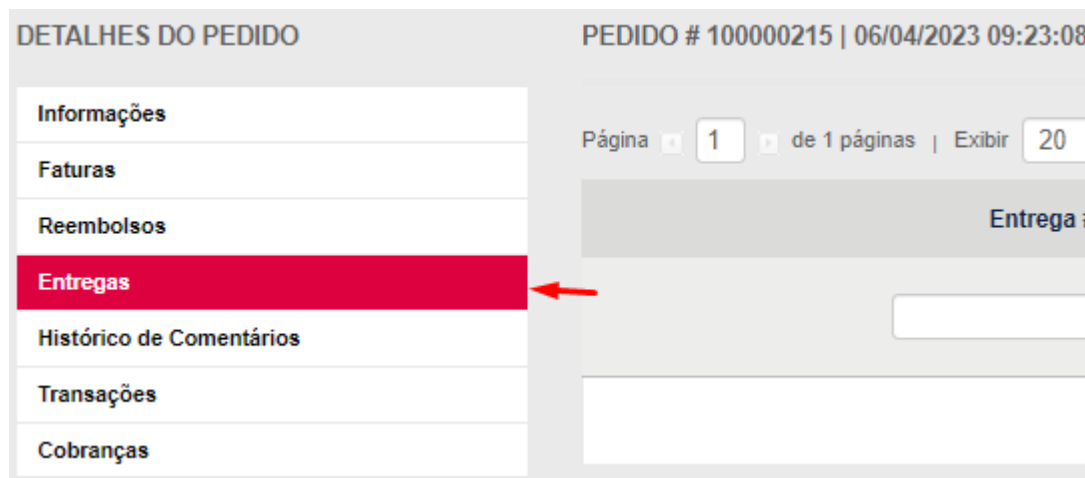 DETALHES DO PEDIDO
Informações
Faturas
Reembolsos
Entregas
Histórico de Comentários
Transações
Cobranças
PEDIDO # 100000215 | 06/04/2023 09:23:08
Página 1 de 1 páginas | Exibir 20
Entrega #